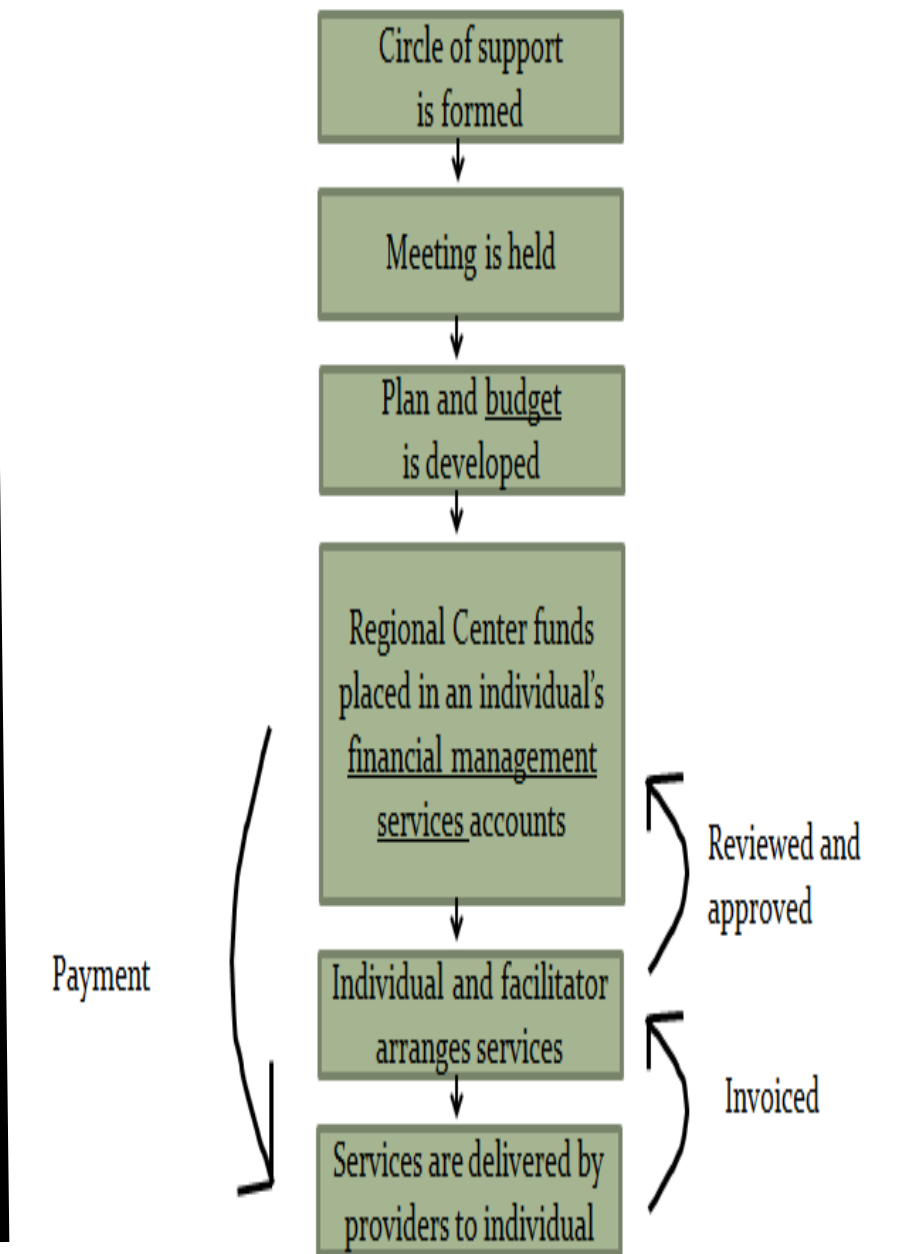 Circle of support
is formed
Meeting is held
Plan and budget
is developed
Regional Center funds
placed in an individual's
financial management
services accounts
Reviewed and
approved
Payment
Individual and facilitator
arranges services
Invoiced
Services are delivered by
providers to individual